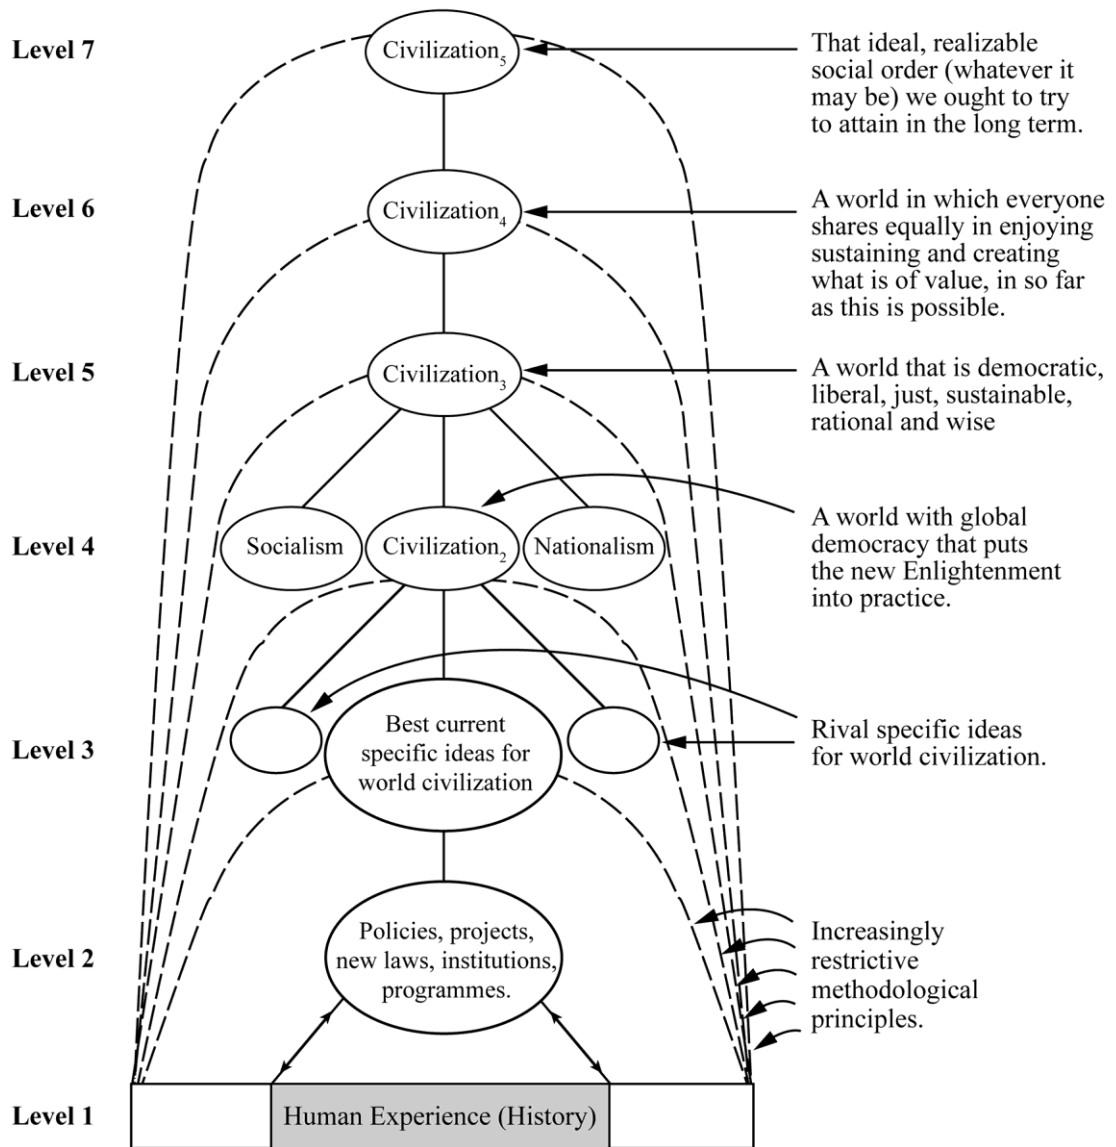 Level 7
Civilization₅
That ideal, realizable
social order (whatever it
may be) we ought to try
to attain in the long term.
Level 6
Civilization₄
A world in which everyone
shares equally in enjoying
sustaining and creating
what is of value, in so far
as this is possible.
Level 5
Civilization₃
A world that is democratic,
liberal, just, sustainable,
rational and wise
Level 4
Socialism
Civilization₂
Nationalism
A world with global
democracy that puts
the new Enlightenment
into practice.
Level 3
Best current
specific ideas for
world civilization
Rival specific ideas
for world civilization.
Level 2
Policies, projects,
new laws, institutions,
programmes.
Increasingly
restrictive
methodological
principles.
Level 1
Human Experience (History)